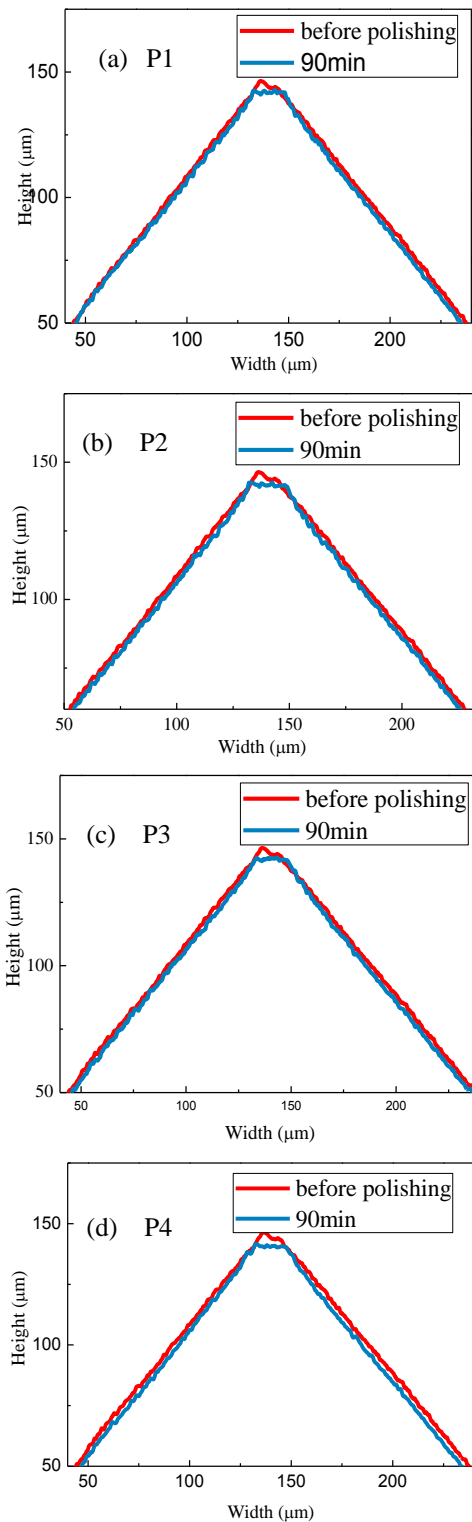 (a) P1
before polishing
90min
150
100
50
Height (μm)
50 100 150 200
Width (μm)
(b) P2
before polishing
90min
150
100
Height (μm)
50 100 150 200
Width (μm)
(c) P3
before polishing
90min
150
100
50
Height (μm)
50 100 150 200
Width (μm)
(d) P4
before polishing
90min
150
100
50
Height (μm)
50 100 150 200
Width (μm)